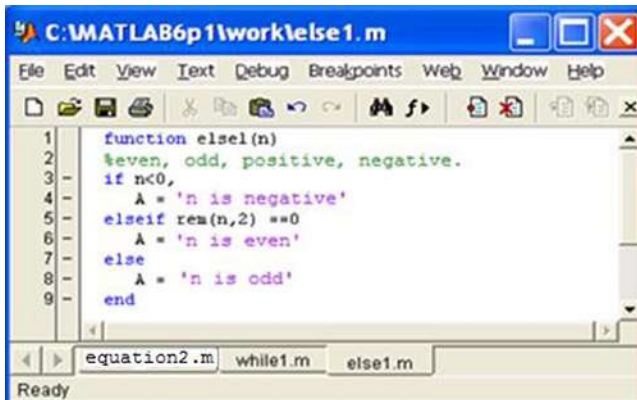 C:\MATLAB6p1\work\else1.m
File Edit View Text Debug Breakpoints Web Window Help
1 function elsel(n)
2 %even, odd, positive, negative.
3 - if n<0,
4 - A = 'n is negative'
5 - elseif rem(n,2) ==0
6 - A = 'n is even'
7 - else
8 - A = 'n is odd'
9 - end
equation2.m while1.m else1.m
Ready